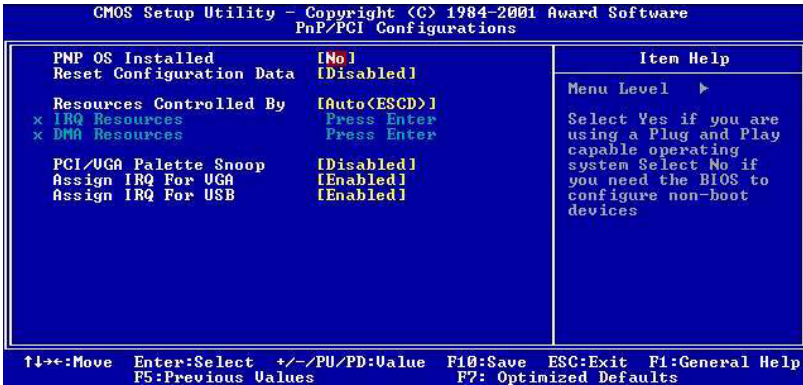 CMOS Setup Utility - Copyright (C) 1984-2001 Award Software
PnP/PCI Configurations
PNP OS Installed [No]
Reset Configuration Data [Disabled]
Resources Controlled By [Auto(ESCD)]
x IRQ Resources Press Enter
x DMA Resources Press Enter
PCI/VGA Palette Snoop [Disabled]
Assign IRQ For VGA [Enabled]
Assign IRQ For USB [Enabled]
Item Help
Menu Level ▶
Select Yes if you are
using a Plug and Play
capable operating
system Select No if
you need the BIOS to
configure non-boot
devices
↑↓→←:Move Enter:Select +/-/PU/PD:Value F10:Save ESC:Exit F1:General Help
F5:Previous Values F7: Optimized Defaults